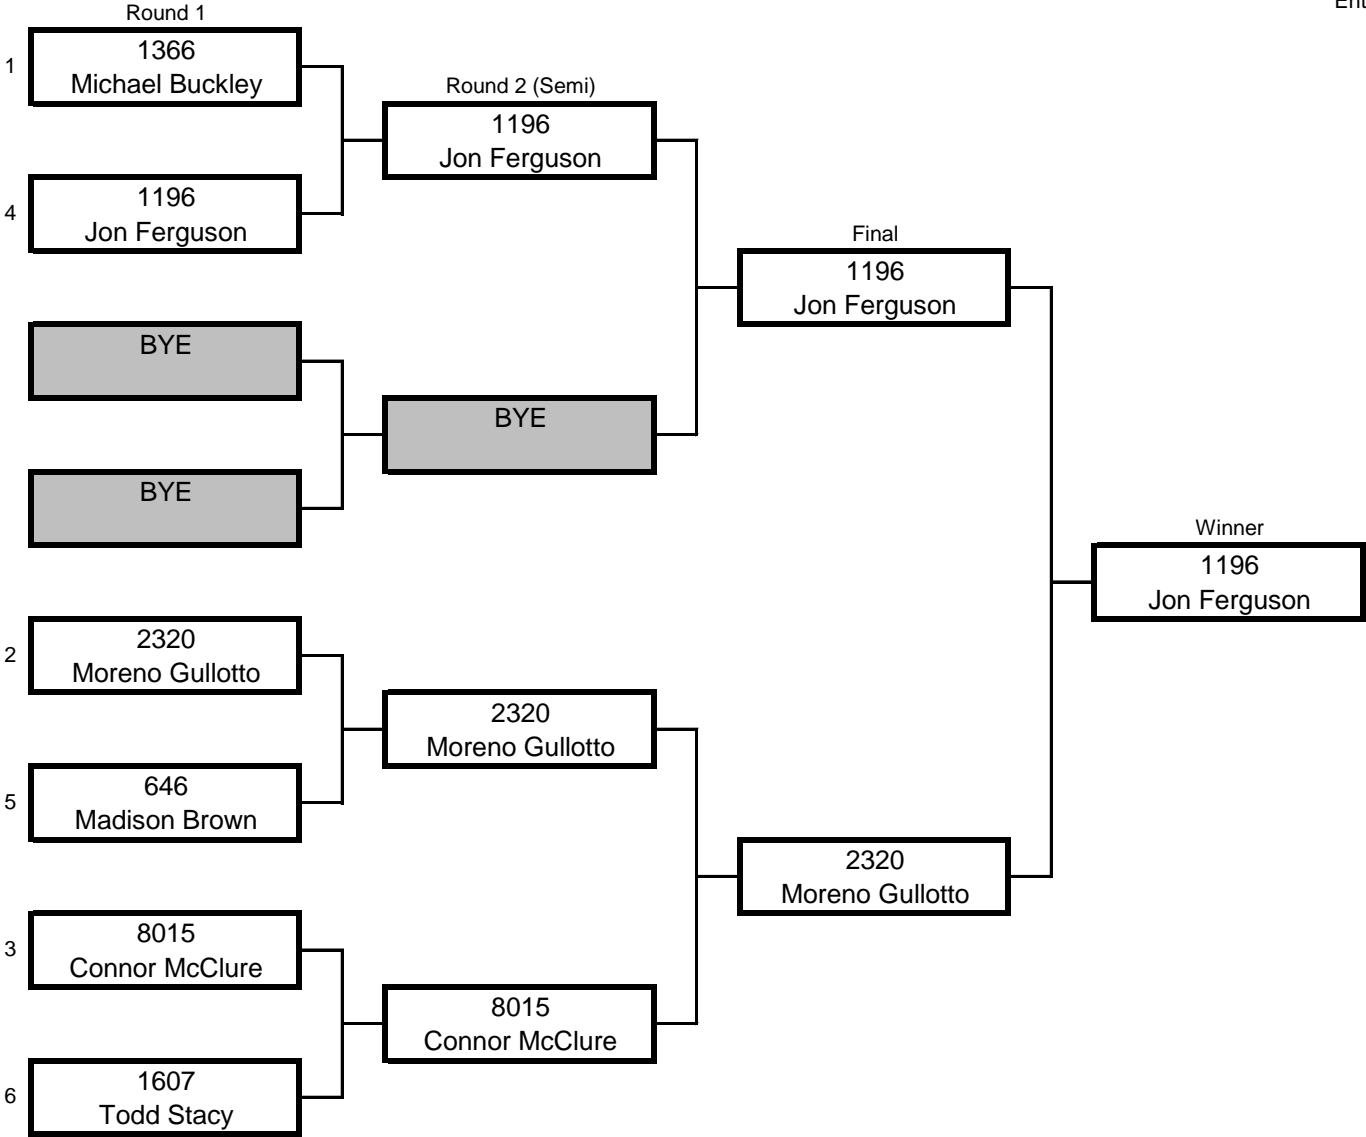 Ent
Round 1
1
1366
Michael Buckley
Round 2 (Semi)
1196
Jon Ferguson
4
1196
Jon Ferguson
Final
1196
Jon Ferguson
BYE
BYE
BYE
Winner
1196
Jon Ferguson
2
2320
Moreno Gullotto
2320
Moreno Gullotto
5
646
Madison Brown
2320
Moreno Gullotto
3
8015
Connor McClure
8015
Connor McClure
6
1607
Todd Stacy